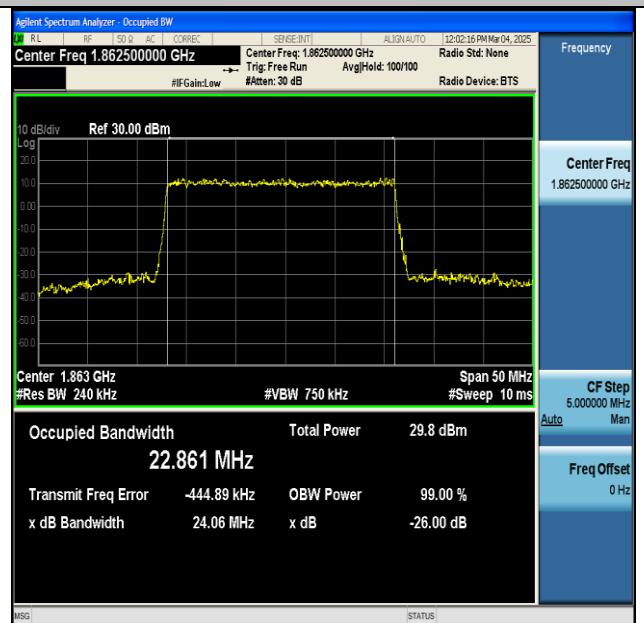 Agilent Spectrum Analyzer - Occupied BW
LXI RL RF 50 Ω AC CORREC SENSE:INT ALIGN AUTO 12:02:16 PM Mar 04, 2025
Center Freq 1.862500000 GHz Center Freq: 1.862500000 GHz Radio Std: None
Trig: Free Run Avg|Hold: 100/100
#IFGain:Low #Atten: 30 dB Radio Device: BTS
Frequency
10 dB/div Ref 30.00 dBm
Log
20.0
10.0
0.00
-10.0
-20.0
-30.0
-40.0
-50.0
-60.0
Center 1.863 GHz Span 50 MHz
#Res BW 240 kHz #VBW 750 kHz #Sweep 10 ms
Occupied Bandwidth Total Power 29.8 dBm
22.861 MHz
Transmit Freq Error -444.89 kHz OBW Power 99.00 %
x dB Bandwidth 24.06 MHz x dB -26.00 dB
Center Freq
1.862500000 GHz
CF Step
5.000000 MHz
Auto Man
Freq Offset
0 Hz
MSG STATUS